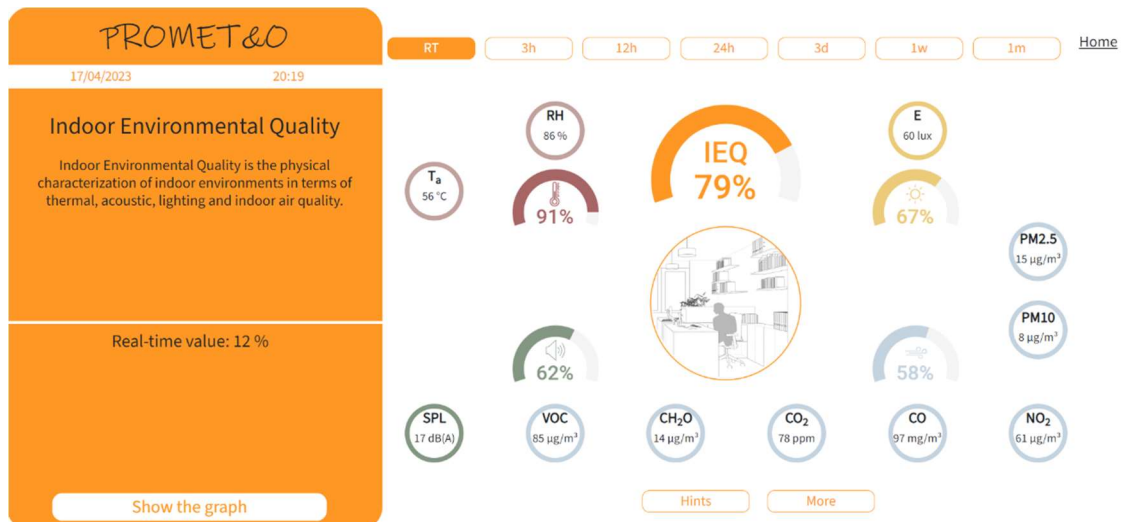 PROMET&O
17/04/2023 20:19
Indoor Environmental Quality
Indoor Environmental Quality is the physical
characterization of indoor environments in terms of
thermal, acoustic, lighting and indoor air quality.
Real-time value: 12 %
Show the graph
RT 3h 12h 24h 3d 1w 1m Home
RH
86 %
Ta
56 °C
91%
IEQ
79%
E
60 lux
67%
PM2.5
15 µg/m³
PM10
8 µg/m³
62%
58%
SPL
17 dB(A)
VOC
85 µg/m³
CH₂O
14 µg/m³
CO₂
78 ppm
CO
97 mg/m³
NO₂
61 µg/m³
Hints More